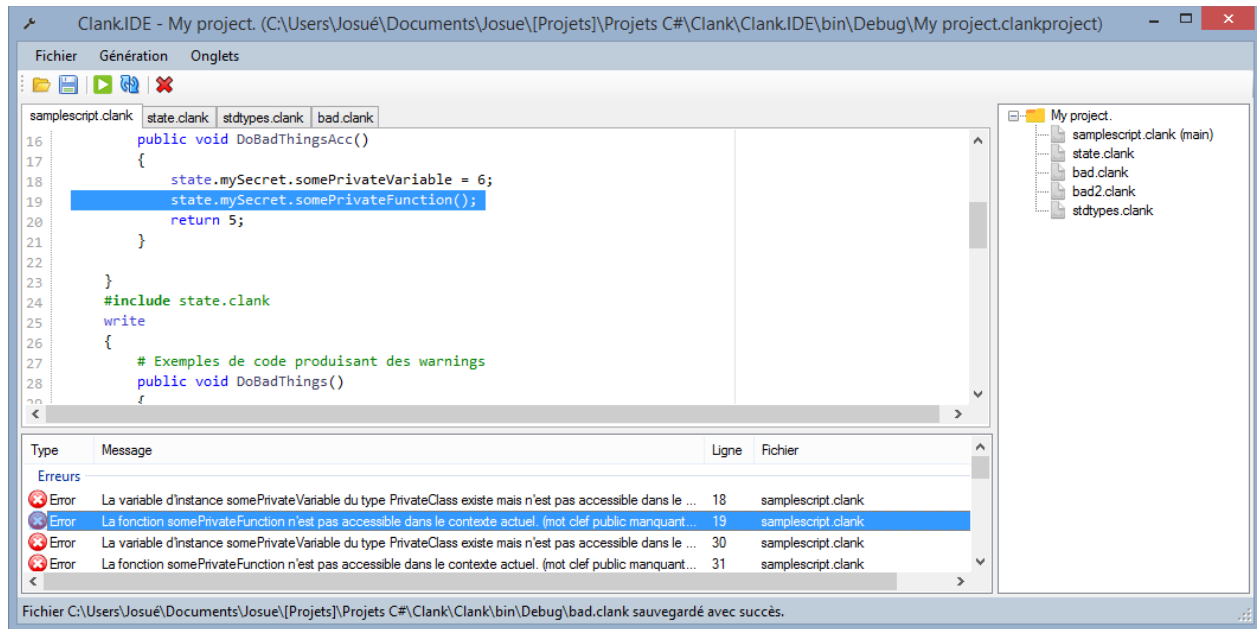 Clank.IDE - My project. (C:\Users\Josué\Documents\Josue\[Projets]\Projets C#\Clank\Clank.IDE\bin\Debug\My project.clankproject)
Fichier Génération Onglets
samplescript.clank state.clank stdtypes.clank bad.clank
16 public void DoBadThingsAcc()
17 {
18 state.mySecret.somePrivateVariable = 6;
19 state.mySecret.somePrivateFunction();
20 return 5;
21 }
22
23 }
24 #include state.clank
25 write
26 {
27 # Exemples de code produisant des warnings
28 public void DoBadThings()
29 {
My project.
samplescript.clank (main)
state.clank
bad.clank
bad2.clank
stdtypes.clank
Type Message Ligne Fichier
Erreurs
Error La variable d'instance somePrivateVariable du type PrivateClass existe mais n'est pas accessible dans le ... 18 samplescript.clank
Error La fonction somePrivateFunction n'est pas accessible dans le contexte actuel. (mot clef public manquant... 19 samplescript.clank
Error La variable d'instance somePrivateVariable du type PrivateClass existe mais n'est pas accessible dans le ... 30 samplescript.clank
Error La fonction somePrivateFunction n'est pas accessible dans le contexte actuel. (mot clef public manquant... 31 samplescript.clank
Fichier C:\Users\Josué\Documents\Josue\[Projets]\Projets C#\Clank\Clank\bin\Debug\bad.clank sauvegardé avec succès.